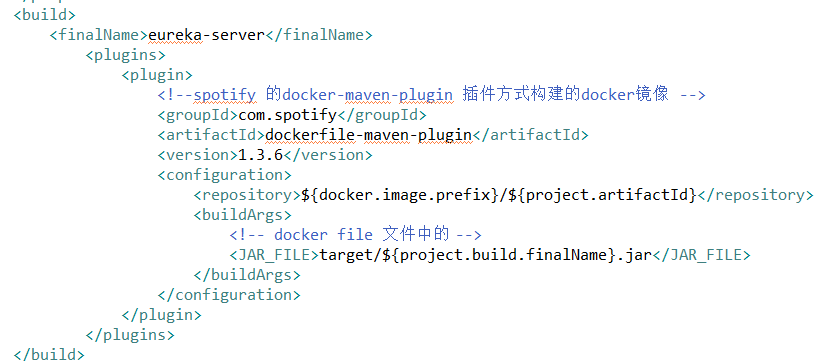 <build>
<finalName>eureka-server</finalName>
<plugins>
<plugin>
<!--spotify 的docker-maven-plugin 插件方式构建的docker镜像 -->
<groupId>com.spotify</groupId>
<artifactId>dockerfile-maven-plugin</artifactId>
<version>1.3.6</version>
<configuration>
<repository>${docker.image.prefix}/${project.artifactId}</repository>
<buildArgs>
<!-- docker file 文件中的 -->
<JAR_FILE>target/${project.build.finalName}.jar</JAR_FILE>
</buildArgs>
</configuration>
</plugin>
</plugins>
</build>